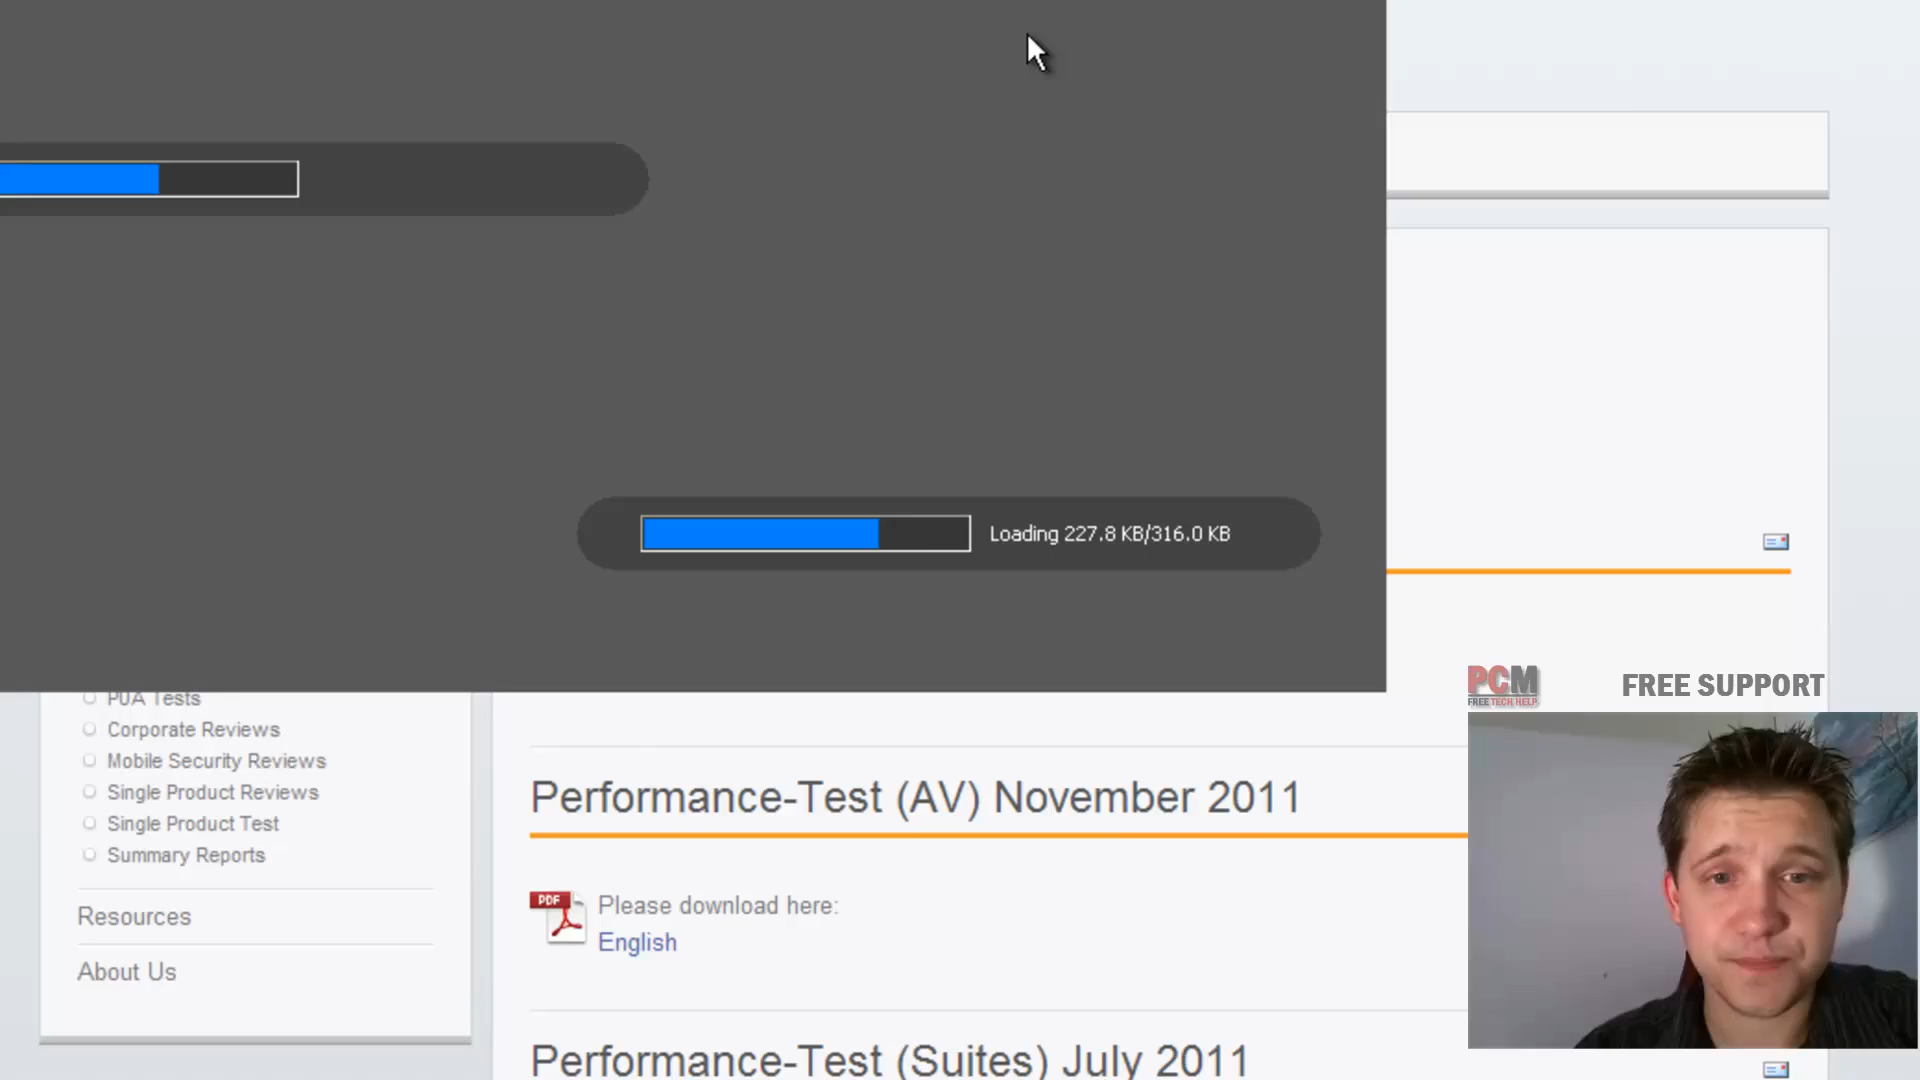 Loading 227.8 KB/316.0 KB
PCM
FREE TECH HELP
FREE SUPPORT
PUA Tests
Corporate Reviews
Mobile Security Reviews
Single Product Reviews
Single Product Test
Summary Reports
Resources
About Us
Performance-Test (AV) November 2011
PDF
Please download here:
English
Performance-Test (Suites) July 2011